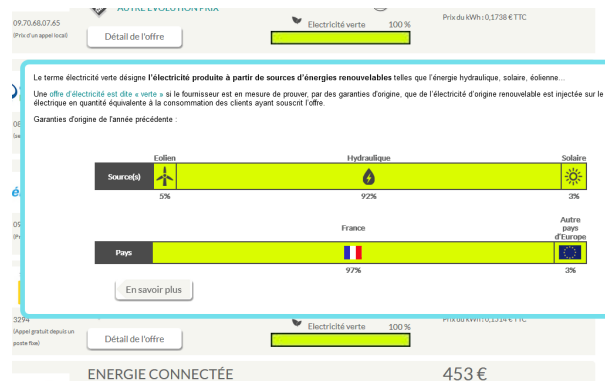 AUTRE EVOLUTION PRIX
09.70.68.07.65
(Prix d'un appel local)
Détail de l'offre
Electricité verte 100 %
Prix du kWh : 0,1738 € TTC
Le terme électricité verte désigne l'électricité produite à partir de sources d'énergies renouvelables telles que l'énergie hydraulique, solaire, éolienne...
Une offre d'électricité est dite « verte » si le fournisseur est en mesure de prouver, par des garanties d'origine, que de l'électricité d'origine renouvelable est injectée sur le
électrique en quantité équivalente à la consommation des clients ayant souscrit l'offre.
Garanties d'origine de l'année précédente :
Eolien Hydraulique Solaire
Source(s)
5% 92% 3%
France Autre
pays
d'Europe
Pays
97% 3%
En savoir plus
3294
(Appel gratuit depuis un
poste fixe)
Détail de l'offre
Electricité verte 100 %
Prix du kWh : 0,1514 € TTC
ENERGIE CONNECTÉE 453 €